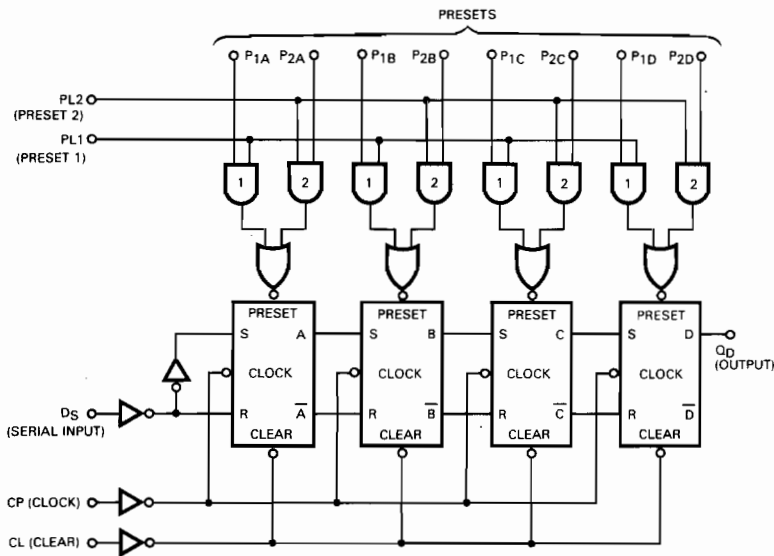 PRESETS
P1A P2A P1B P2B P1C P2C P1D P2D
PL2
(PRESET 2)
PL1
(PRESET 1)
1 2 1 2 1 2 1 2
PRESET PRESET PRESET PRESET
S A S B S C S D
QD
(OUTPUT)
CLOCK CLOCK CLOCK CLOCK
DS
(SERIAL INPUT)
R A̅ R B̅ R C̅ R D̅
CLEAR CLEAR CLEAR CLEAR
CP (CLOCK)
CL (CLEAR)